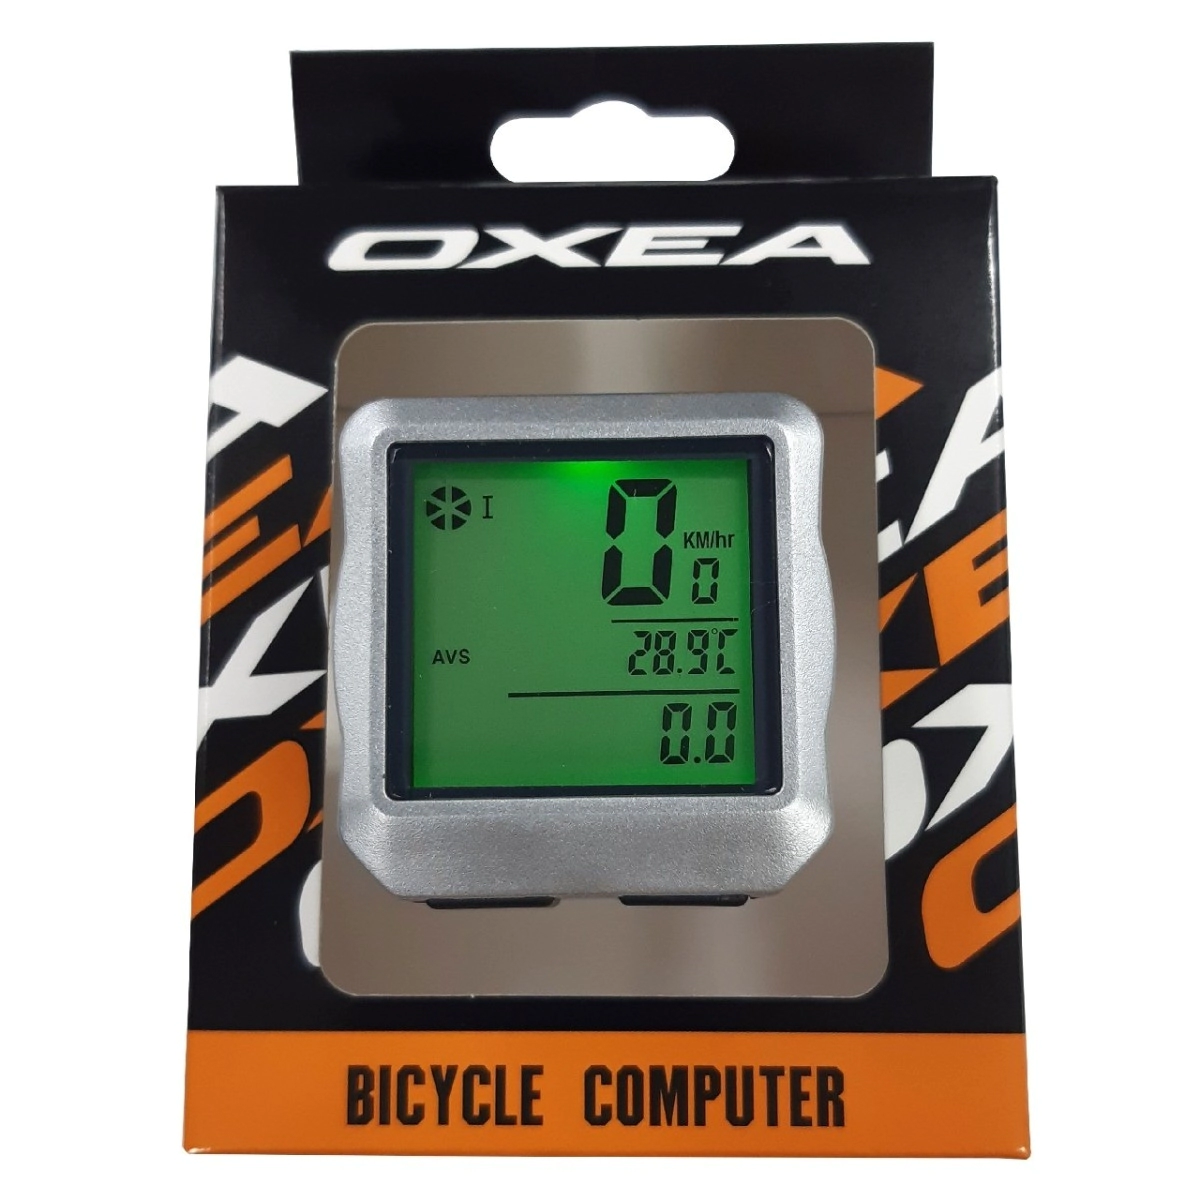 OXEA
I
0
KM/hr
0
28.9°C
AVS
0.0
BICYCLE COMPUTER